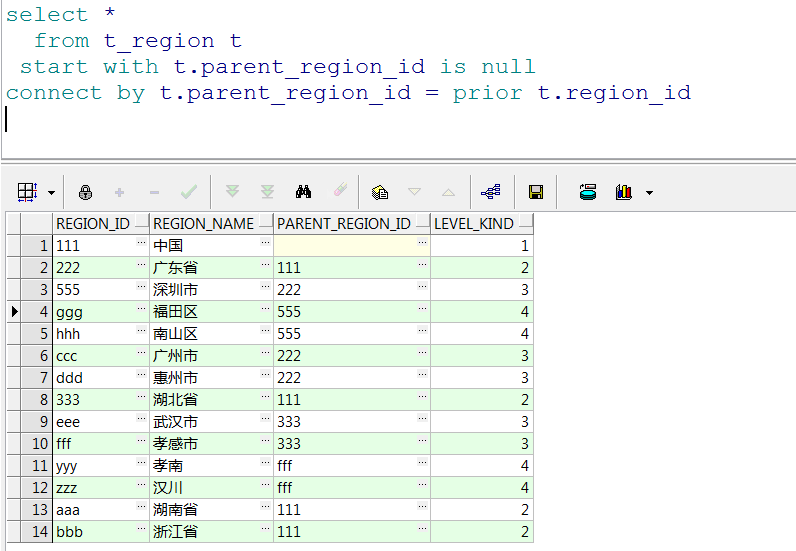 select *
from t_region t
start with t.parent_region_id is null
connect by t.parent_region_id = prior t.region_id
REGION_ID REGION_NAME PARENT_REGION_ID LEVEL_KIND
1 111 ... 中国 ... ... 1
2 222 ... 广东省 ... 111 ... 2
3 555 ... 深圳市 ... 222 ... 3
4 ggg ... 福田区 ... 555 ... 4
5 hhh ... 南山区 ... 555 ... 4
6 ccc ... 广州市 ... 222 ... 3
7 ddd ... 惠州市 ... 222 ... 3
8 333 ... 湖北省 ... 111 ... 2
9 eee ... 武汉市 ... 333 ... 3
10 fff ... 孝感市 ... 333 ... 3
11 yyy ... 孝南 ... fff ... 4
12 zzz ... 汉川 ... fff ... 4
13 aaa ... 湖南省 ... 111 ... 2
14 bbb ... 浙江省 ... 111 ... 2